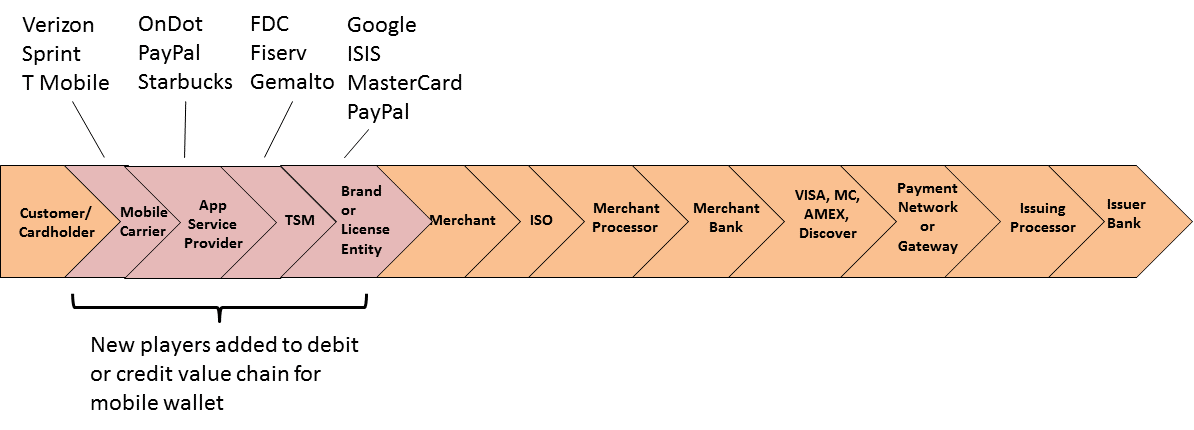 Verizon
Sprint
T Mobile
OnDot
PayPal
Starbucks
FDC
Fiserv
Gemalto
Google
ISIS
MasterCard
PayPal
Customer/
Cardholder
Mobile
Carrier
App
Service
Provider
TSM
Brand
or
License
Entity
Merchant
ISO
Merchant
Processor
Merchant
Bank
VISA, MC,
AMEX,
Discover
Payment
Network
or
Gateway
Issuing
Processor
Issuer
Bank
New players added to debit
or credit value chain for
mobile wallet